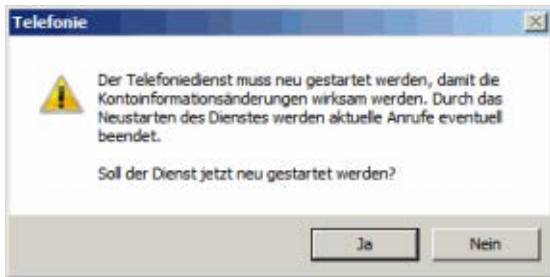 Telefonie
Der Telefoniedienst muss neu gestartet werden, damit die
Kontoinformationsänderungen wirksam werden. Durch das
Neustarten des Dienstes werden aktuelle Anrufe eventuell
beendet.
Soll der Dienst jetzt neu gestartet werden?
Ja
Nein